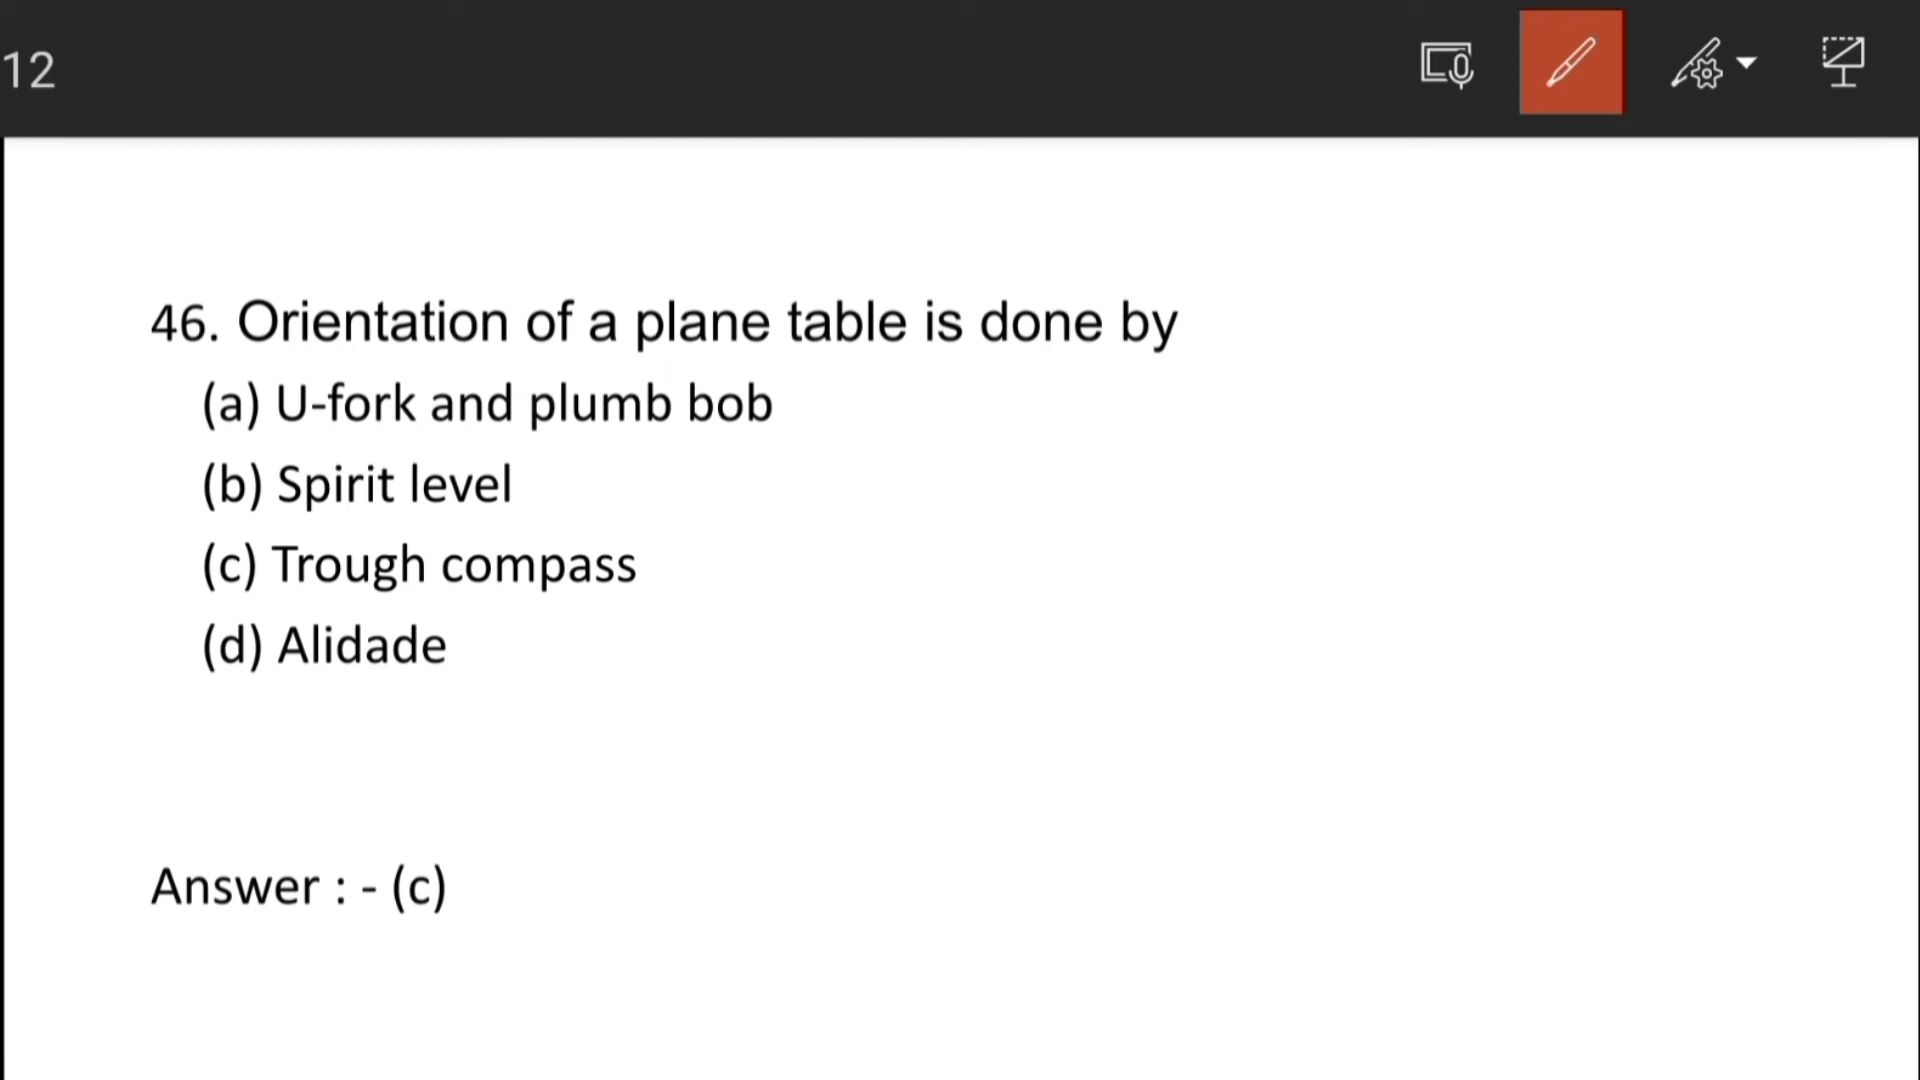 12
46. Orientation of a plane table is done by
(a) U-fork and plumb bob
(b) Spirit level
(c) Trough compass
(d) Alidade
Answer : - (c)